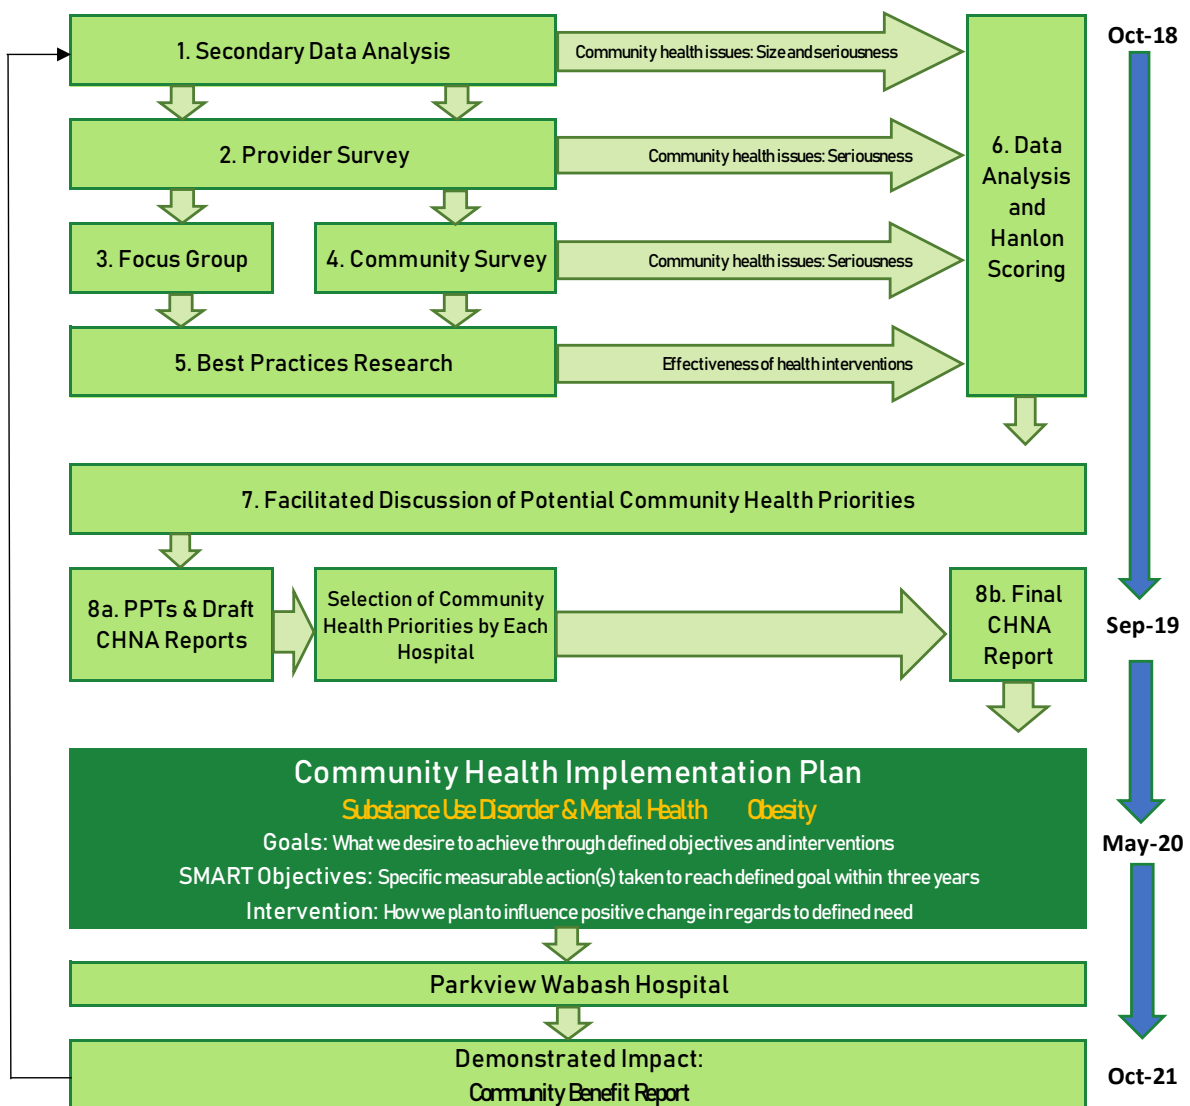 Oct-18
1. Secondary Data Analysis
Community health issues: Size and seriousness
2. Provider Survey
Community health issues: Seriousness
6. Data
Analysis
and
Hanlon
Scoring
3. Focus Group
4. Community Survey
Community health issues: Seriousness
5. Best Practices Research
Effectiveness of health interventions
7. Facilitated Discussion of Potential Community Health Priorities
8a. PPTs & Draft
CHNA Reports
Selection of Community
Health Priorities by Each
Hospital
8b. Final
CHNA
Report
Sep-19
Community Health Implementation Plan
Substance Use Disorder & Mental Health Obesity
Goals: What we desire to achieve through defined objectives and interventions
SMART Objectives: Specific measurable action(s) taken to reach defined goal within three years
Intervention: How we plan to influence positive change in regards to defined need
May-20
Parkview Wabash Hospital
Demonstrated Impact:
Community Benefit Report
Oct-21